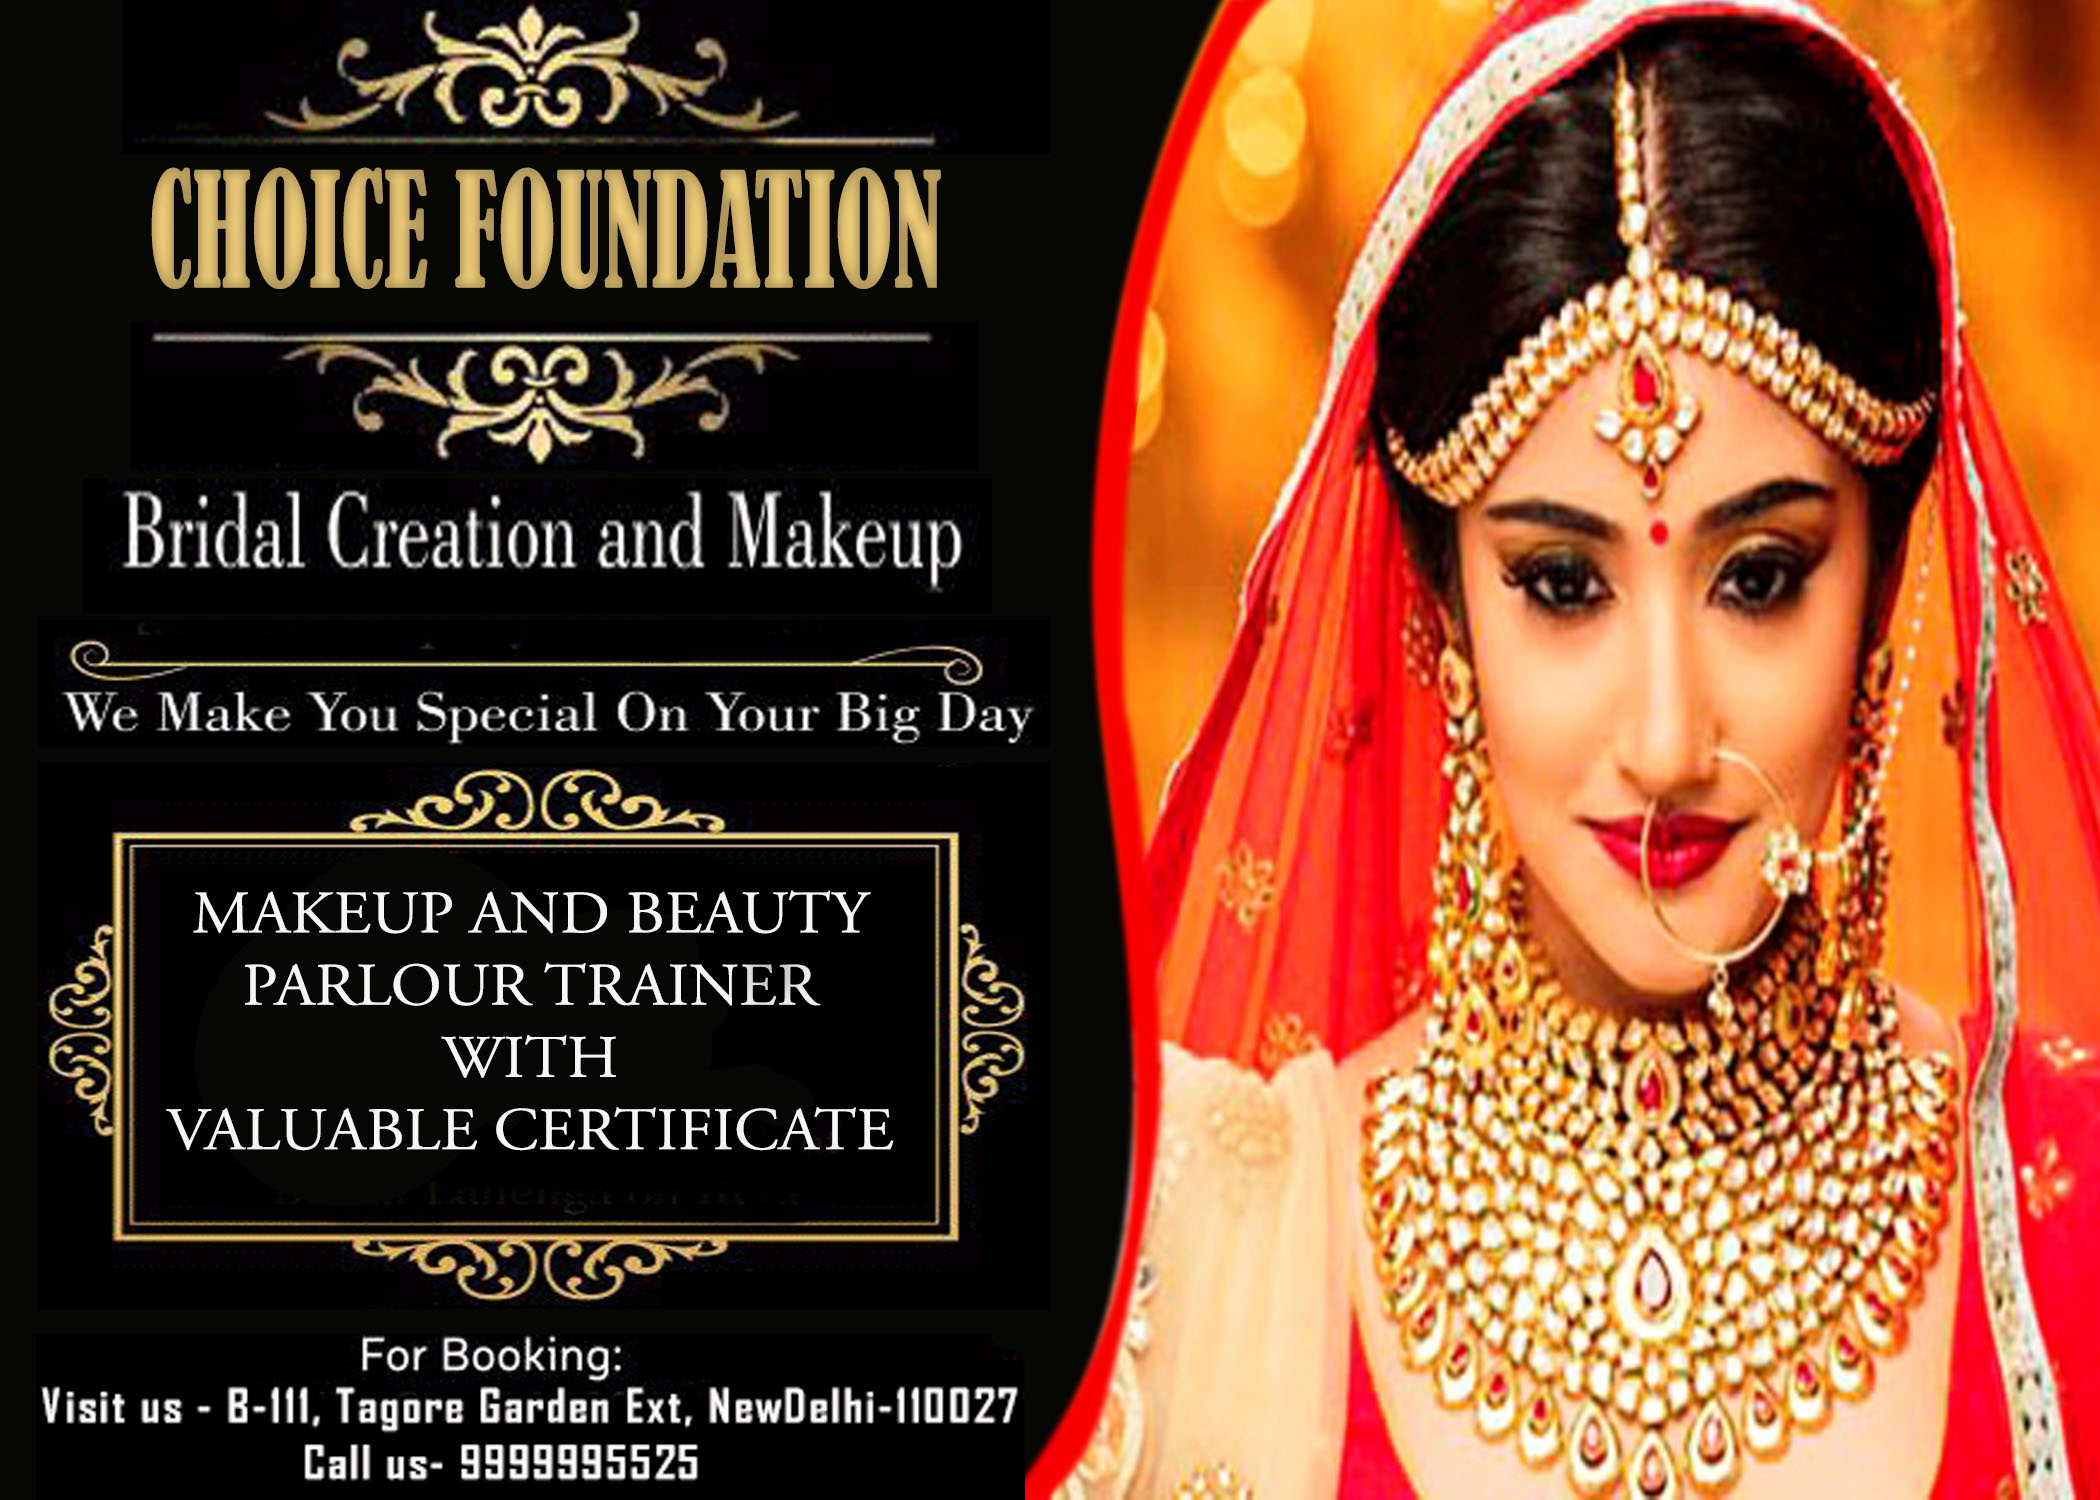 CHOICE FOUNDATION
Bridal Creation and Makeup
We Make You Special On Your Big Day
MAKEUP AND BEAUTY
PARLOUR TRAINER
WITH
VALUABLE CERTIFICATE
For Booking:
Visit us - B-111, Tagore Garden Ext, NewDelhi-110027
Call us- 9999995525